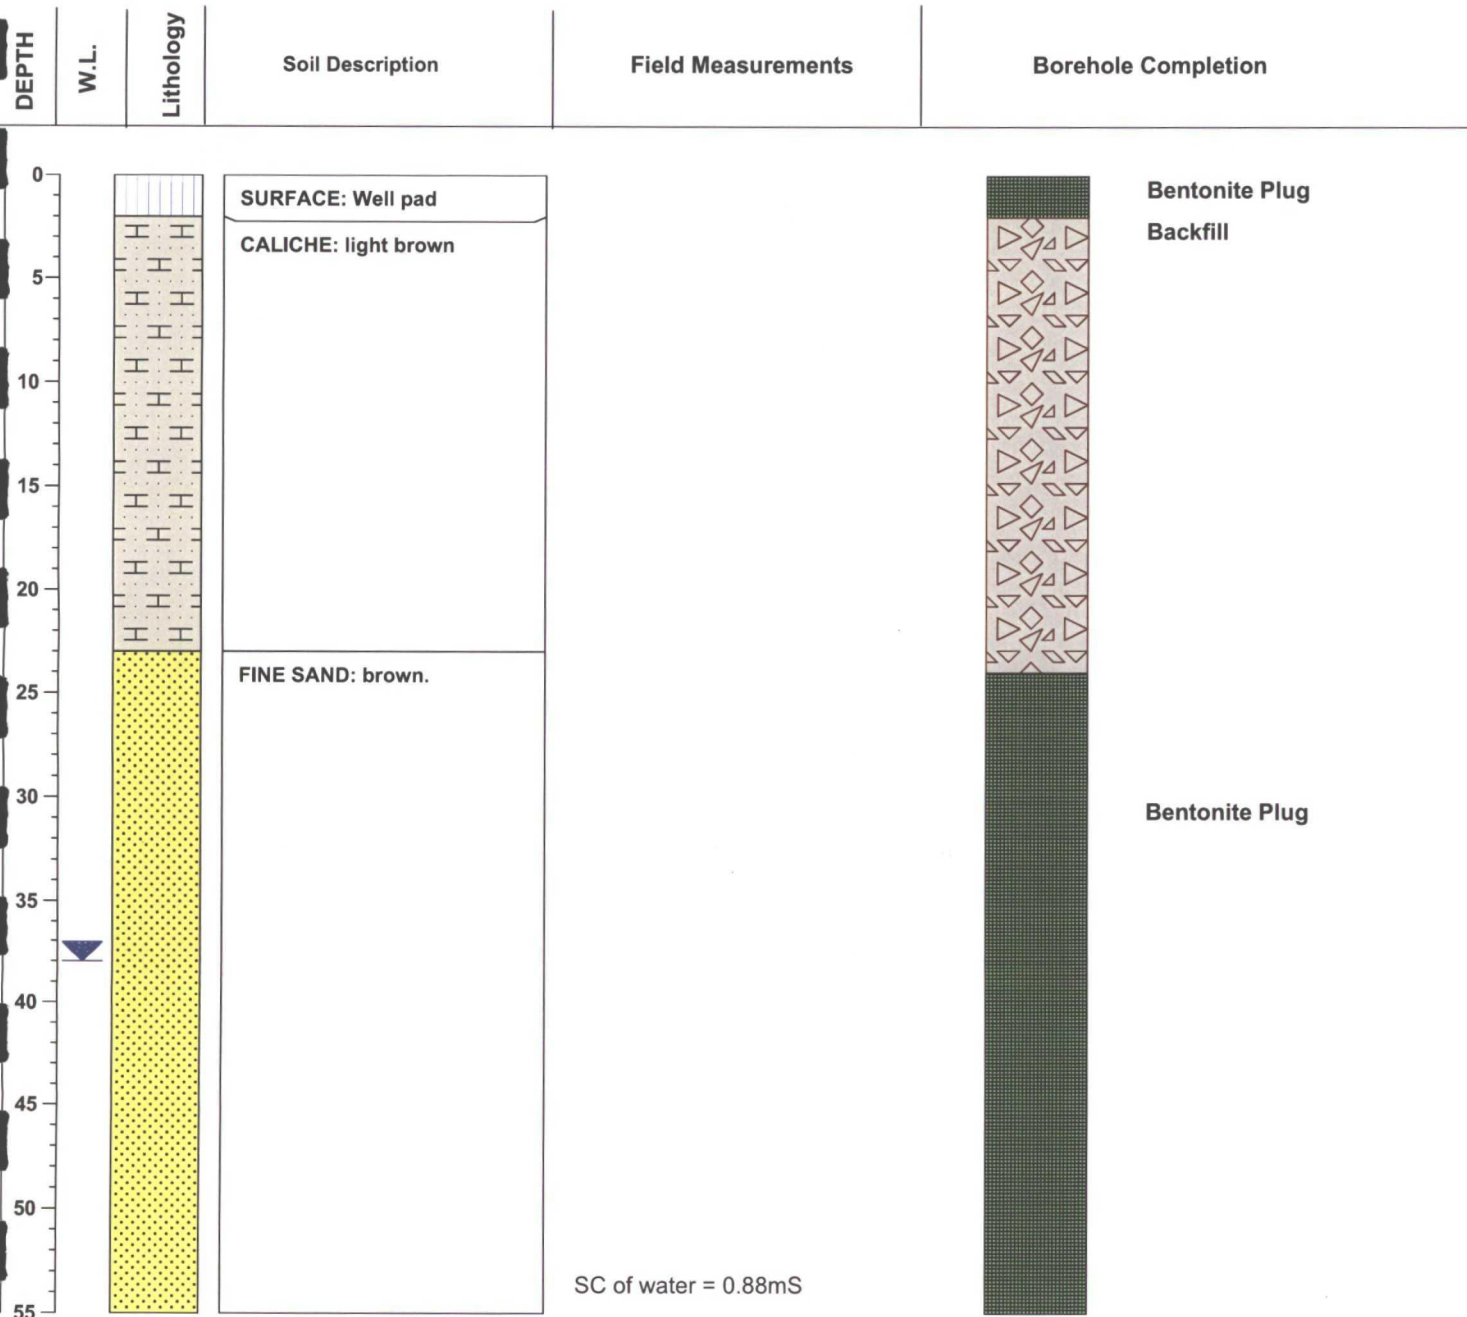 DEPTH
W.L.
Lithology
Soil Description
Field Measurements
Borehole Completion
0
SURFACE: Well pad
Bentonite Plug
CALICHE: light brown
Backfill
5
10
15
20
FINE SAND: brown.
25
30
Bentonite Plug
35
40
45
50
SC of water = 0.88mS
55